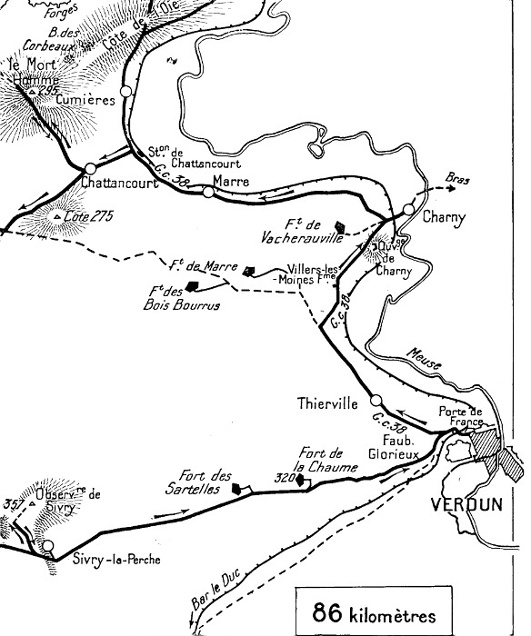 Forges
B. des
Corbeaux
Côte de l'Oie
le Mort
Homme
295
Cumières
Ston de
Chattancourt
Chattancourt
G.c.38
Marre
Bras
Charny
Côte 275
Ft de
Vacherauville
Ouvge
de
Charny
Ft de Marre
Villers-les
-Moines Fme
Ft des
Bois Bourrus
G.c.38
Meuse
Thierville
G.c.38
Porte de
France
Faub.
Glorieux
Fort de
la Chaume
320
Fort des
Sartelles
VERDUN
357
Observre de
Sivry
Sivry-la-Perche
Bar le Duc
86 kilomètres